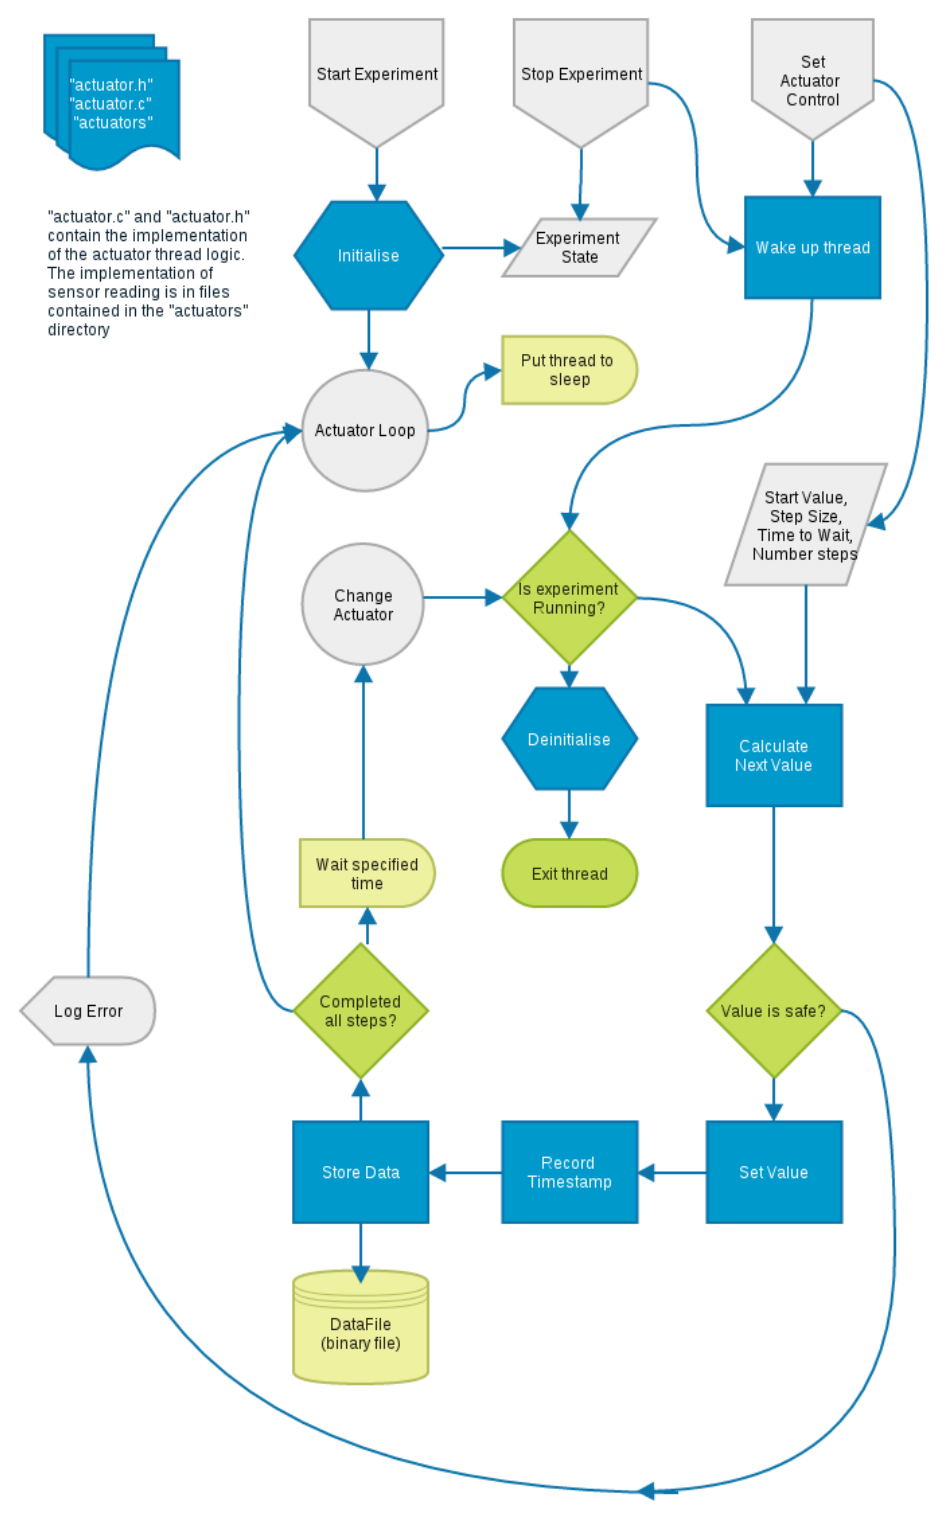 "actuator.h"
"actuator.c"
"actuators"
Start Experiment
Stop Experiment
Set
Actuator
Control
"actuator.c" and "actuator.h"
contain the implementation
of the actuator thread logic.
The implementation of
sensor reading is in files
contained in the "actuators"
directory
Initialise
Experiment
State
Wake up thread
Put thread to
sleep
Actuator Loop
Start Value,
Step Size,
Time to Wait,
Number steps
Change
Actuator
Is experiment
Running?
Deinitialise
Calculate
Next Value
Wait specified
time
Exit thread
Log Error
Completed
all steps?
Value is safe?
Store Data
Record
Timestamp
Set Value
DataFile
(binary file)